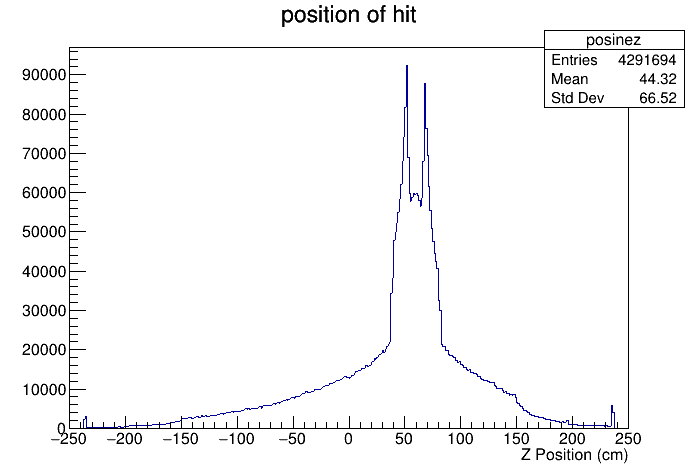 position of hit
posinez
Entries 4291694
Mean 44.32
Std Dev 66.52
90000
80000
70000
60000
50000
40000
30000
20000
10000
0
−250 −200 −150 −100 −50 0 50 100 150 200 250
Z Position (cm)